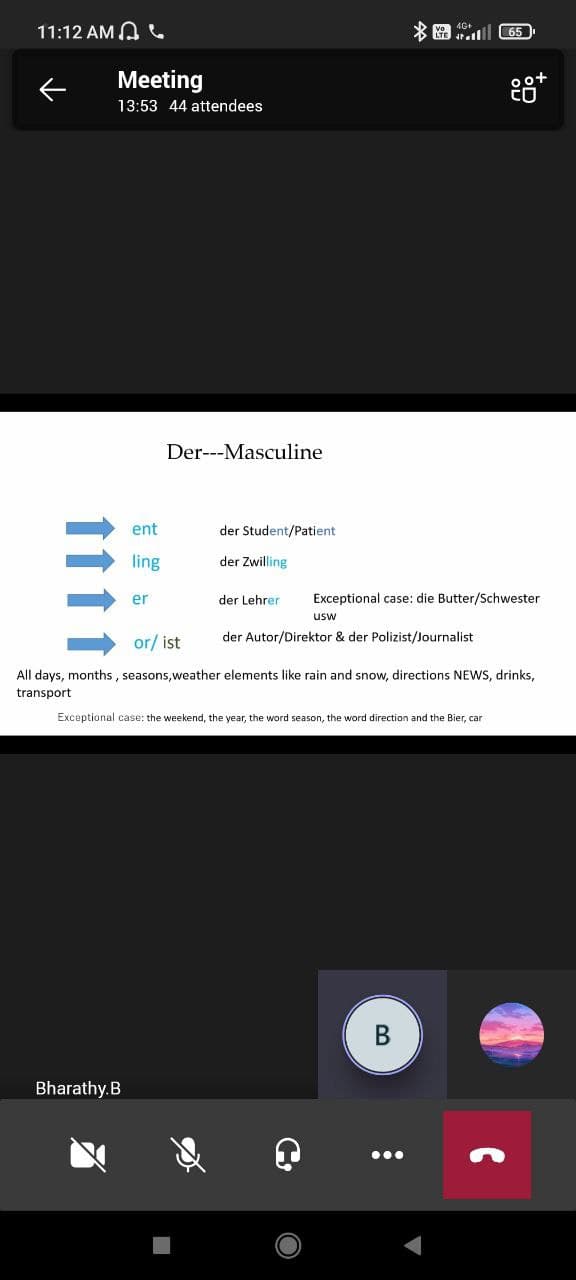 11:12 AM
Vo LTE 4G+ 65
Meeting
13:53 44 attendees
Der---Masculine
ent der Student/Patient
ling der Zwilling
er der Lehrer Exceptional case: die Butter/Schwester
usw
or/ ist der Autor/Direktor & der Polizist/Journalist
All days, months , seasons,weather elements like rain and snow, directions NEWS, drinks,
transport
Exceptional case: the weekend, the year, the word season, the word direction and the Bier, car
B
Bharathy.B